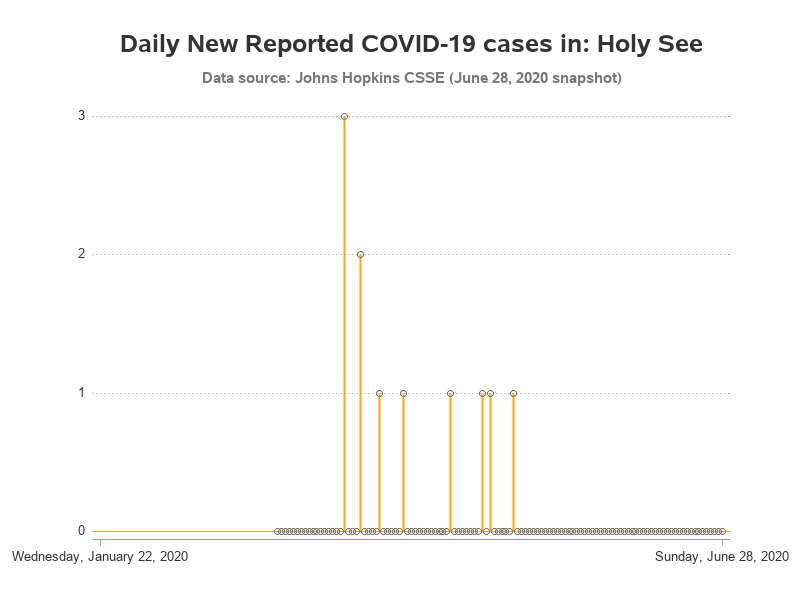 Daily New Reported COVID-19 cases in: Holy See
Data source: Johns Hopkins CSSE (June 28, 2020 snapshot)
3
2
1
0
Wednesday, January 22, 2020
Sunday, June 28, 2020